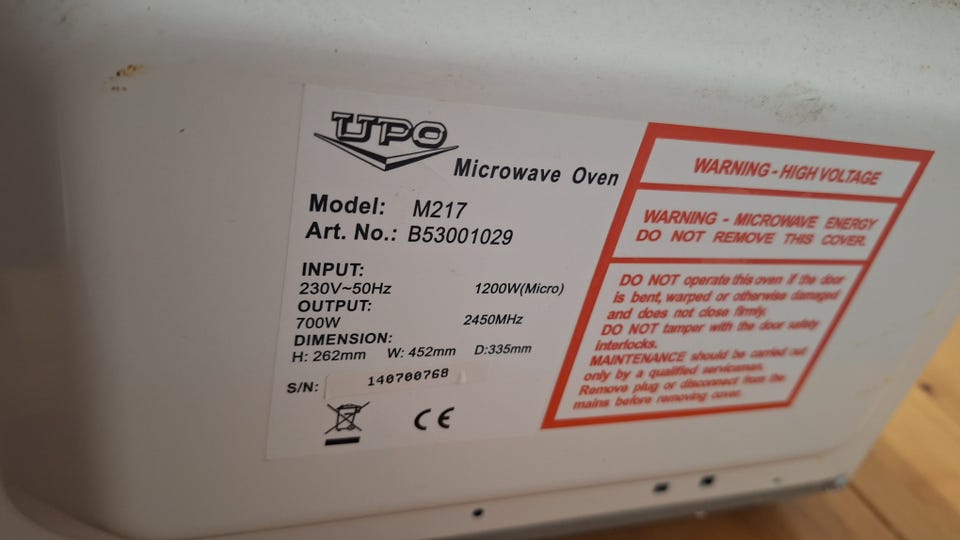 UPO
Microwave Oven
Model: M217
Art. No.: B53001029
INPUT:
230V~50Hz 1200W(Micro)
OUTPUT:
700W 2450MHz
DIMENSION:
H: 262mm W: 452mm D:335mm
S/N: 140700768
CE
WARNING - HIGH VOLTAGE
WARNING - MICROWAVE ENERGY
DO NOT REMOVE THIS COVER.
DO NOT operate this oven if the door
is bent, warped or otherwise damaged
and does not close firmly.
DO NOT tamper with the door safety
interlocks.
MAINTENANCE should be carried out
only by a qualified serviceman.
Remove plug or disconnect from the
mains before removing cover.